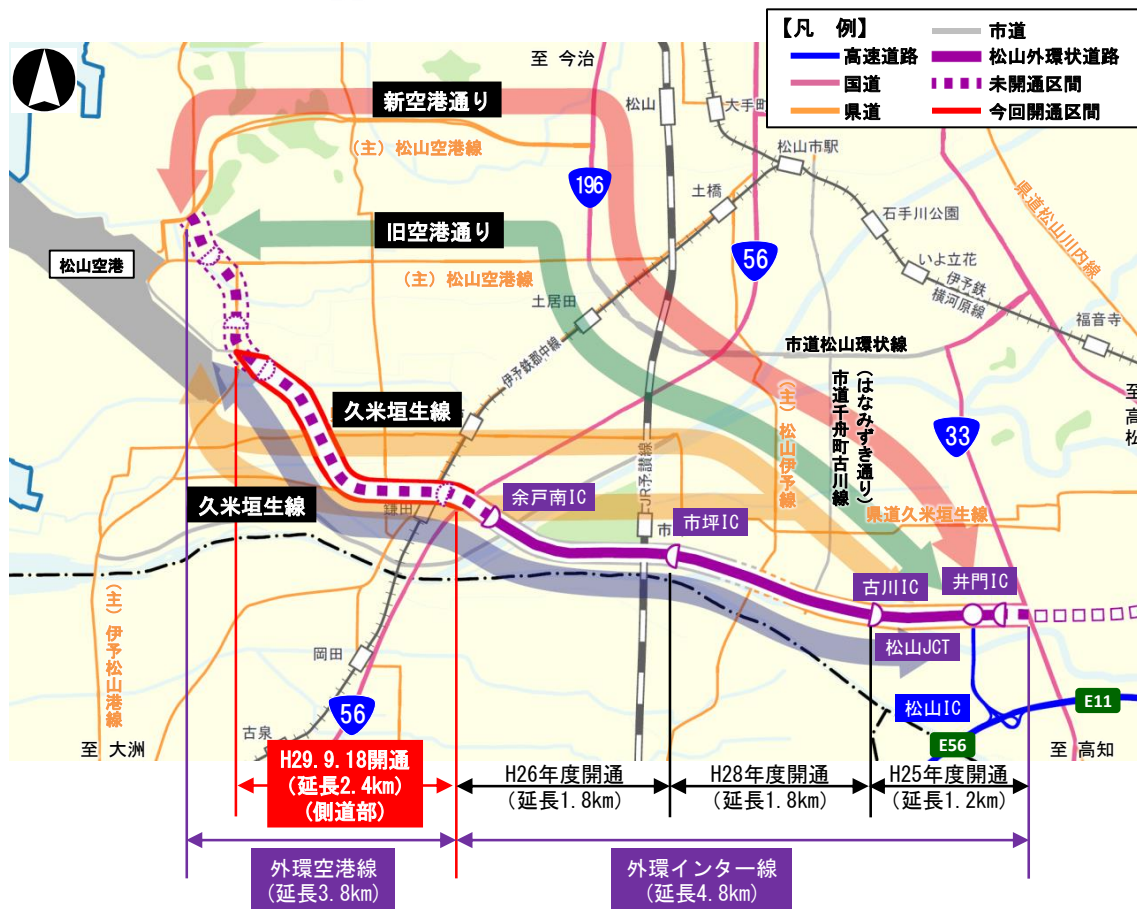 【凡　例】
市道
高速道路
松山外環状道路
国道
未開通区間
県道
今回開通区間
至 今治
新空港通り
松山
大手町
(主)松山空港線
松山市駅
196
土橋
石手川公園
県道松山川内線
旧空港通り
56
いよ立花
松山空港
(主)松山空港線
伊予鉄
横河原線
土居田
福音寺
市道松山環状線
伊予鉄郡中線
至 高松
久米垣生線
(主)松山伊予線
(はなみずき通り)
市道千舟町古川線
33
JR予讃線
余戸南IC
久米垣生線
鎌田
市坪IC
県道久米垣生線
市
古川IC
井門IC
(主)伊予松山港線
松山JCT
岡田
松山IC
E11
56
古泉
E56
至 大洲
至 高知
H29.9.18開通
(延長2.4km)
(側道部)
H26年度開通
(延長1.8km)
H28年度開通
(延長1.8km)
H25年度開通
(延長1.2km)
外環空港線
(延長3.8km)
外環インター線
(延長4.8km)